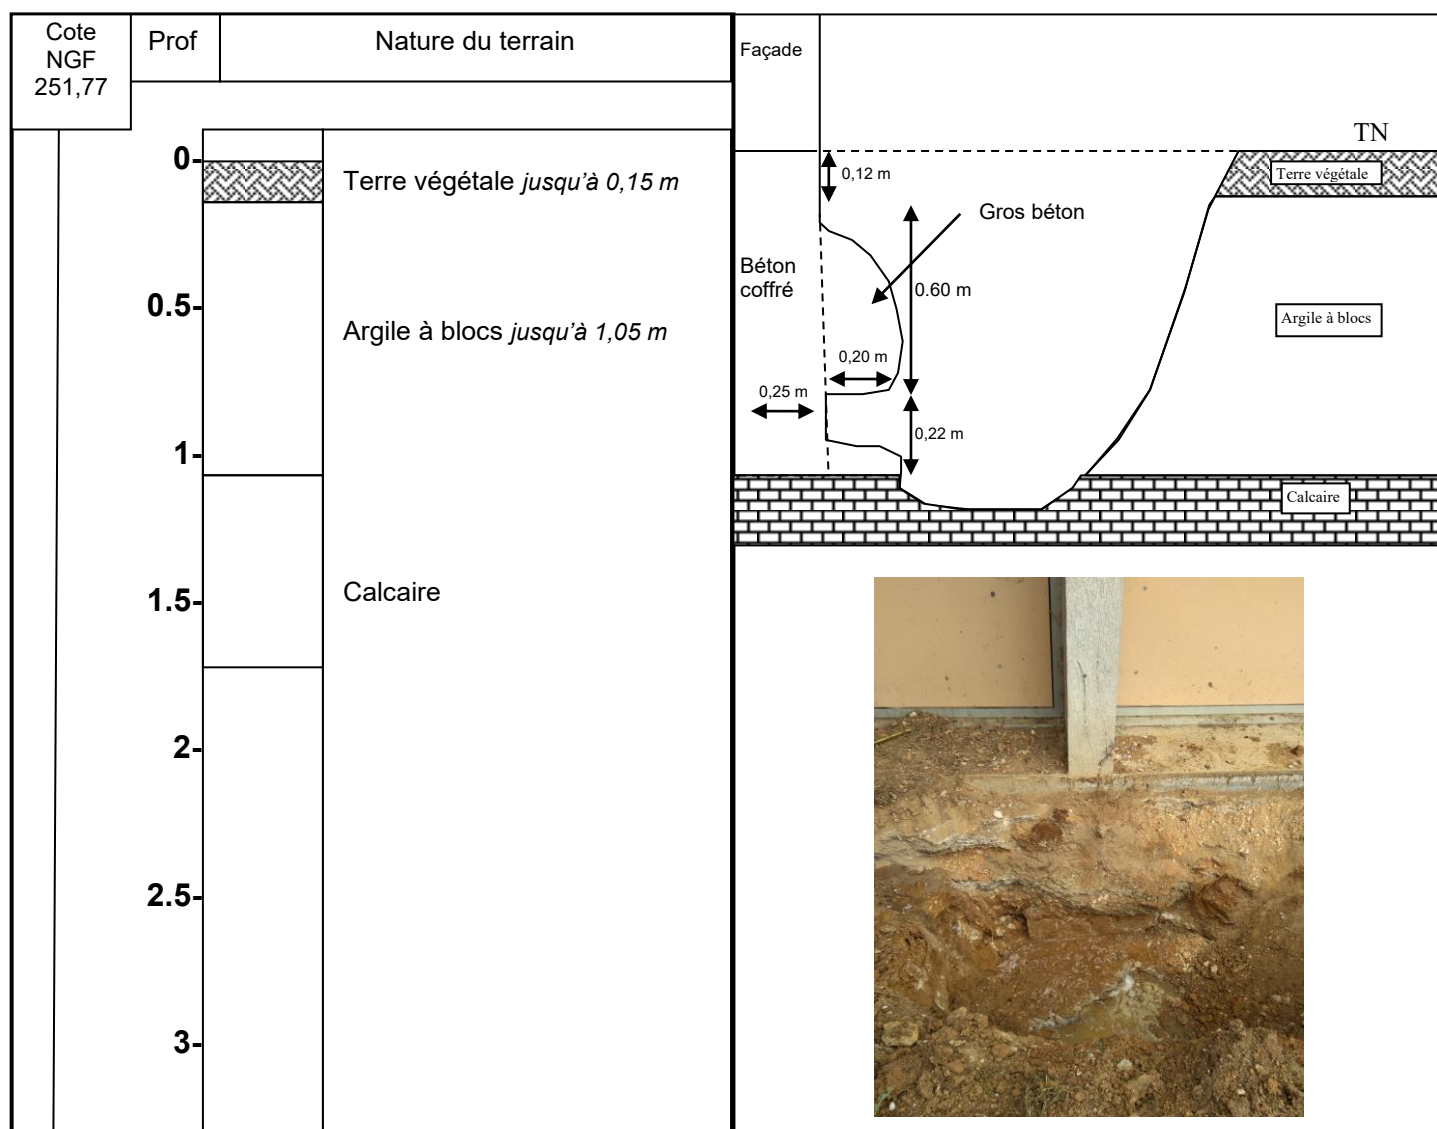 Cote
NGF
251,77
Prof
Nature du terrain
0-
0.5-
1-
1.5-
2-
2.5-
3-
Terre végétale jusqu'à 0,15 m
Argile à blocs jusqu'à 1,05 m
Calcaire
Façade
TN
0,12 m
Terre végétale
Gros béton
Béton
coffré
0.60 m
Argile à blocs
0,20 m
0,25 m
0,22 m
Calcaire